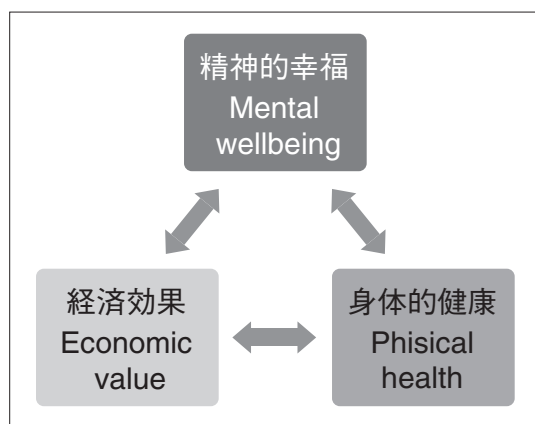 精神的幸福
Mental
wellbeing
経済効果
Economic
value
身体的健康
Phisical
health